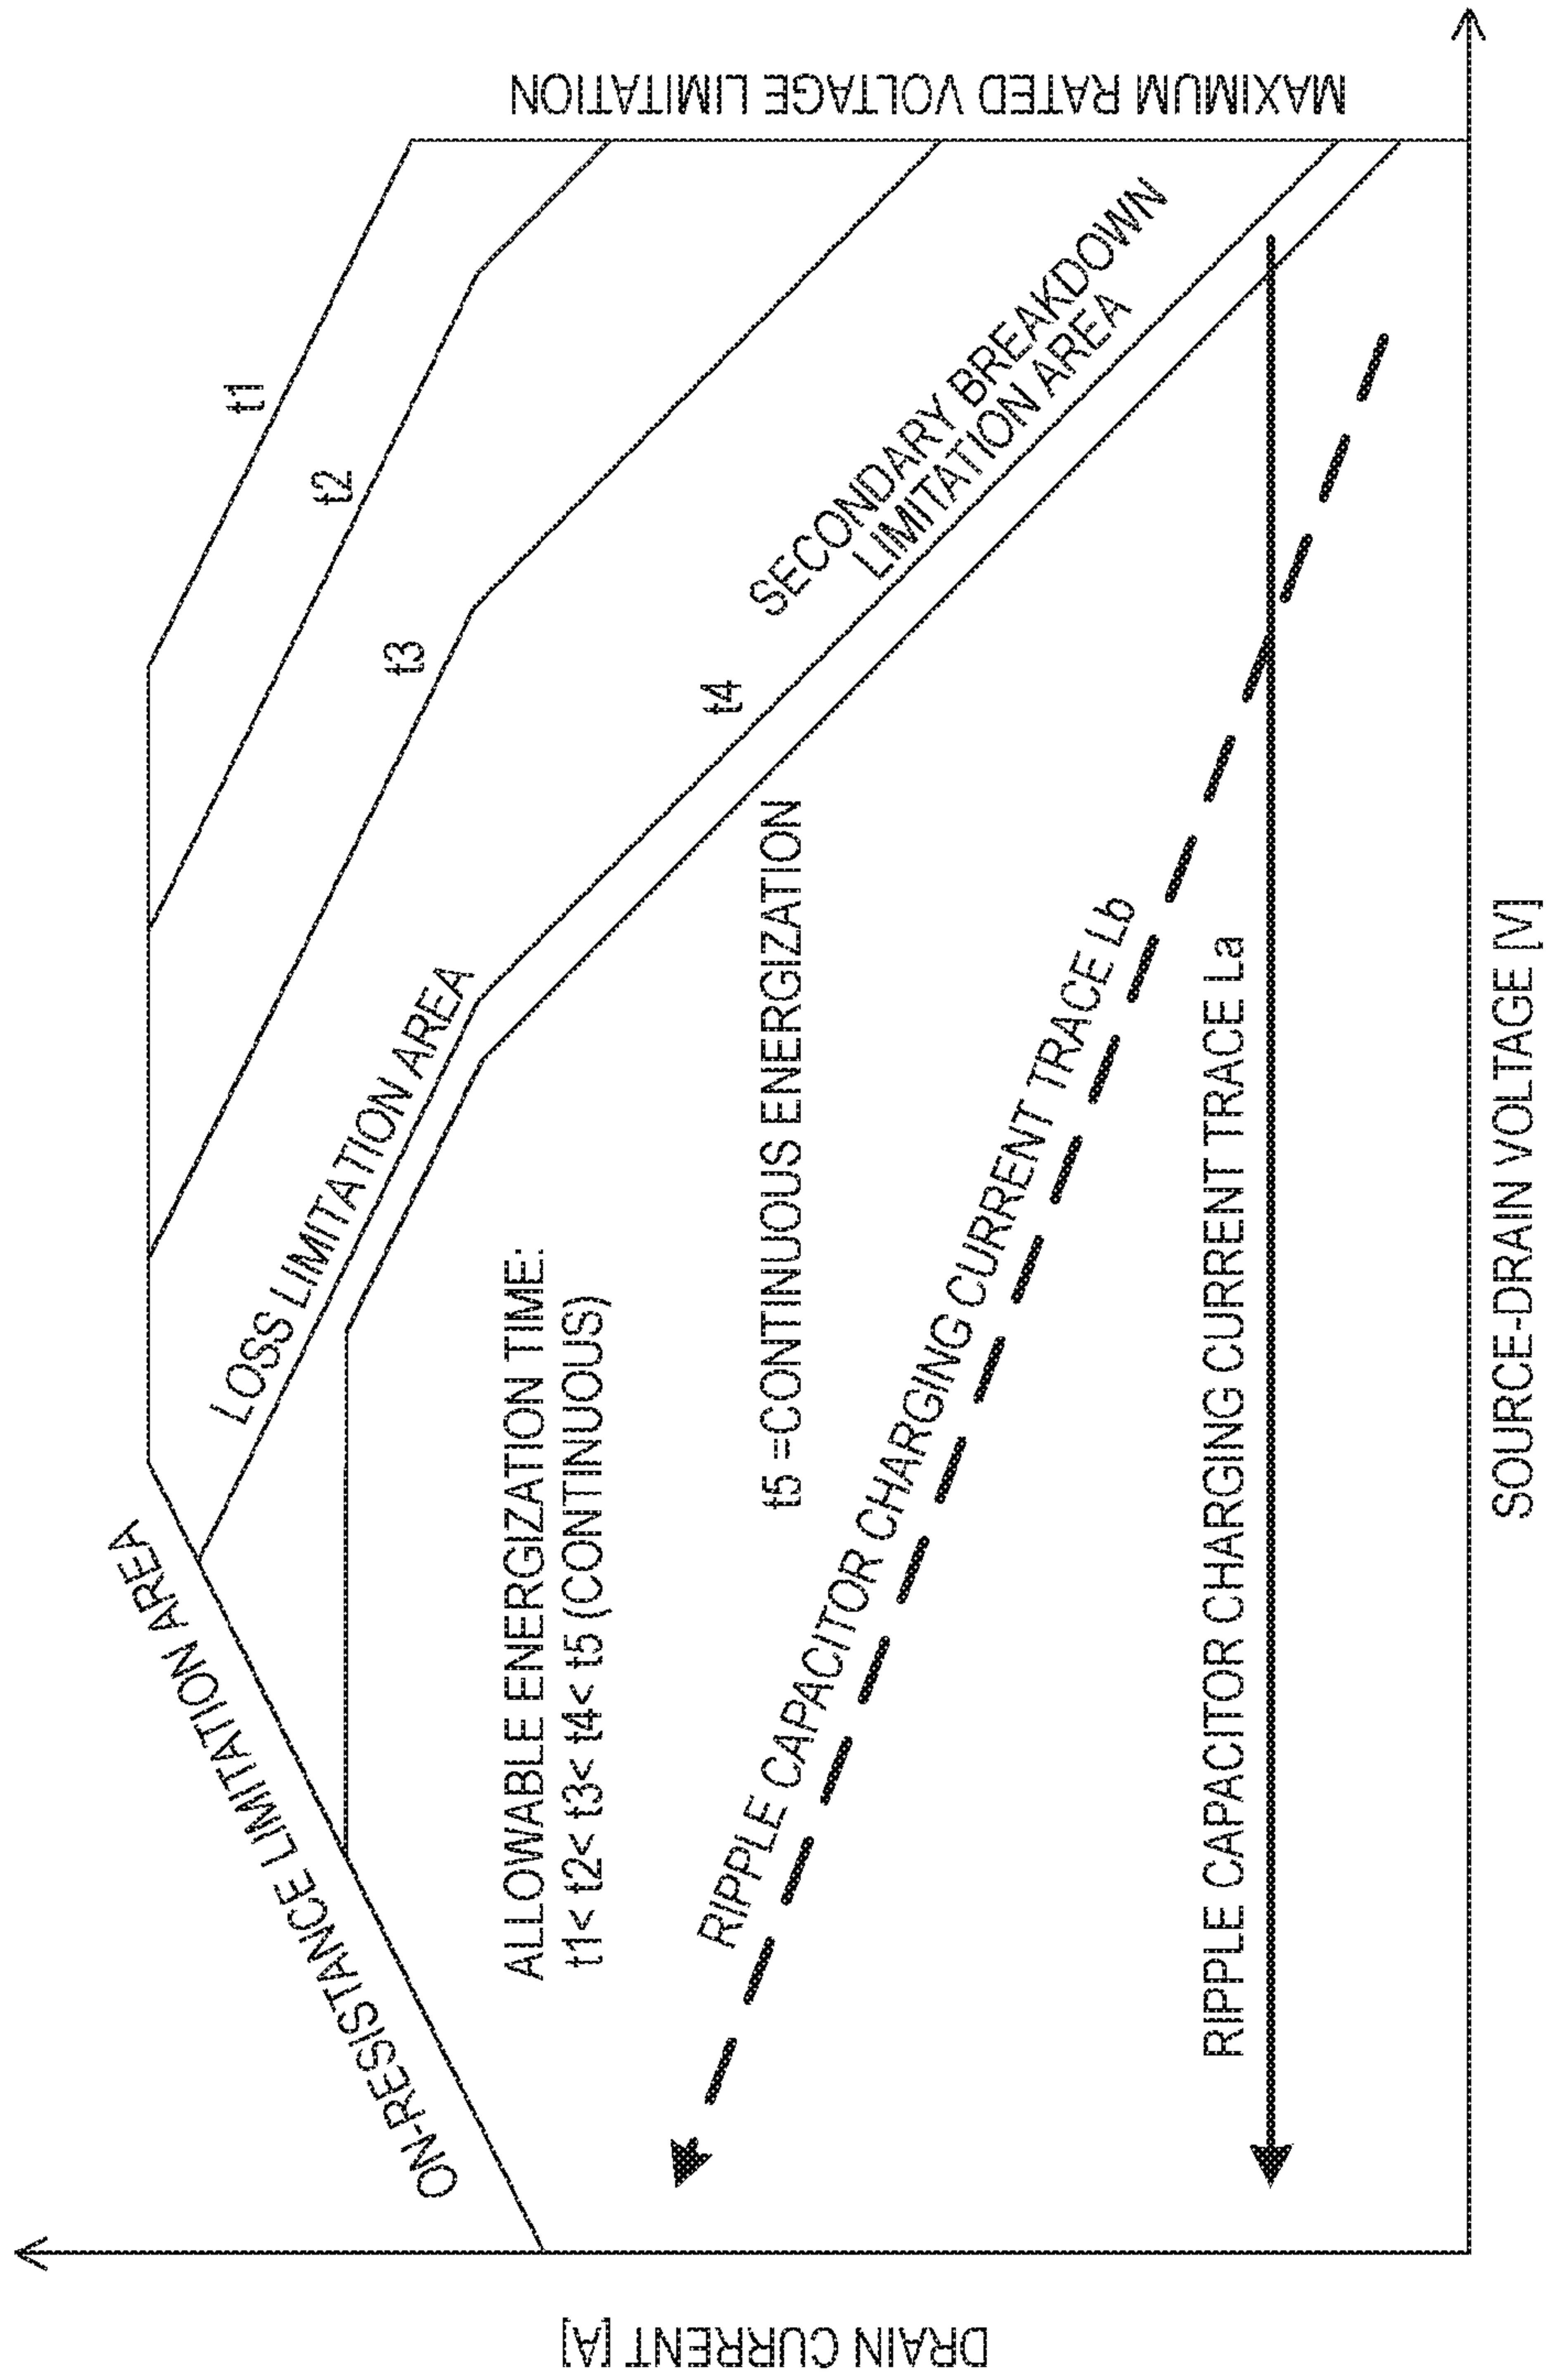 DRAIN CURRENT [A]
ON-RESISTANCE LIMITATION AREA
LOSS LIMITATION AREA
t1
t2
t3
t4
SECONDARY BREAKDOWN
LIMITATION AREA
MAXIMUM RATED VOLTAGE LIMITATION
ALLOWABLE ENERGIZATION TIME:
t1< t2< t3< t4< t5 (CONTINUOUS)
t5 =CONTINUOUS ENERGIZATION
RIPPLE CAPACITOR CHARGING CURRENT TRACE Lb
RIPPLE CAPACITOR CHARGING CURRENT TRACE La
SOURCE-DRAIN VOLTAGE [V]